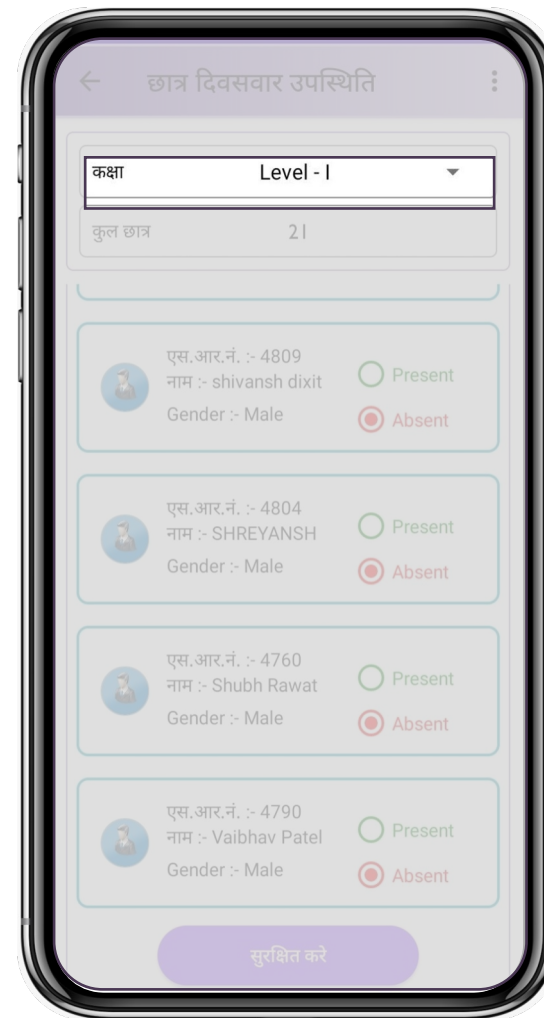 छात्र दिवसवार उपस्थिति
कक्षा Level - I
कुल छात्र 21
एस.आर.नं. :- 4809
नाम :- shivansh dixit
Gender :- Male
Present
Absent
एस.आर.नं. :- 4804
नाम :- SHREYANSH
Gender :- Male
Present
Absent
एस.आर.नं. :- 4760
नाम :- Shubh Rawat
Gender :- Male
Present
Absent
एस.आर.नं. :- 4790
नाम :- Vaibhav Patel
Gender :- Male
Present
Absent
सुरक्षित करे